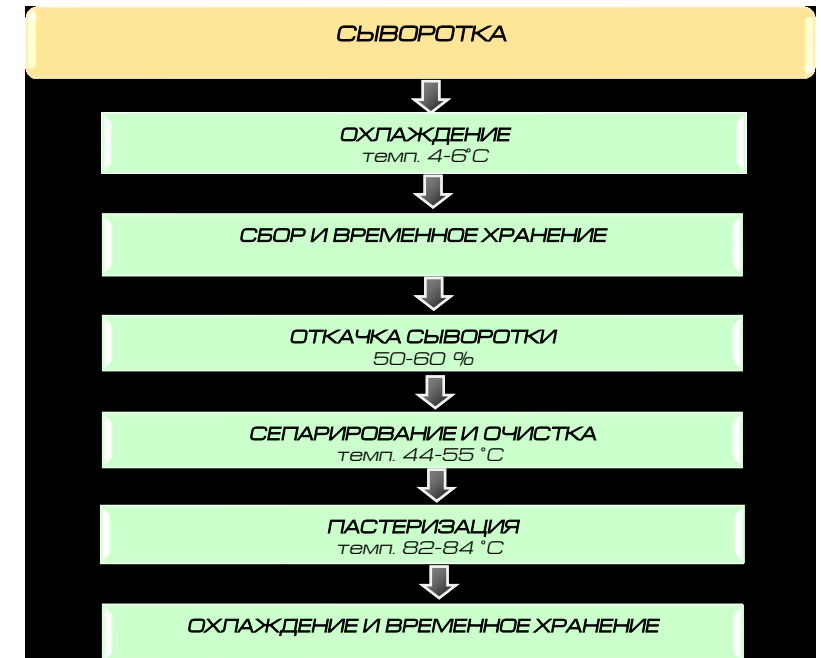 СЫВОРОТКА
ОХЛАЖДЕНИЕ
темп. 4-6°С
СБОР И ВРЕМЕННОЕ ХРАНЕНИЕ
ОТКАЧКА СЫВОРОТКИ
50-60 %
СЕПАРИРОВАНИЕ И ОЧИСТКА
темп. 44-55 °С
ПАСТЕРИЗАЦИЯ
темп. 82-84 °С
ОХЛАЖДЕНИЕ И ВРЕМЕННОЕ ХРАНЕНИЕ